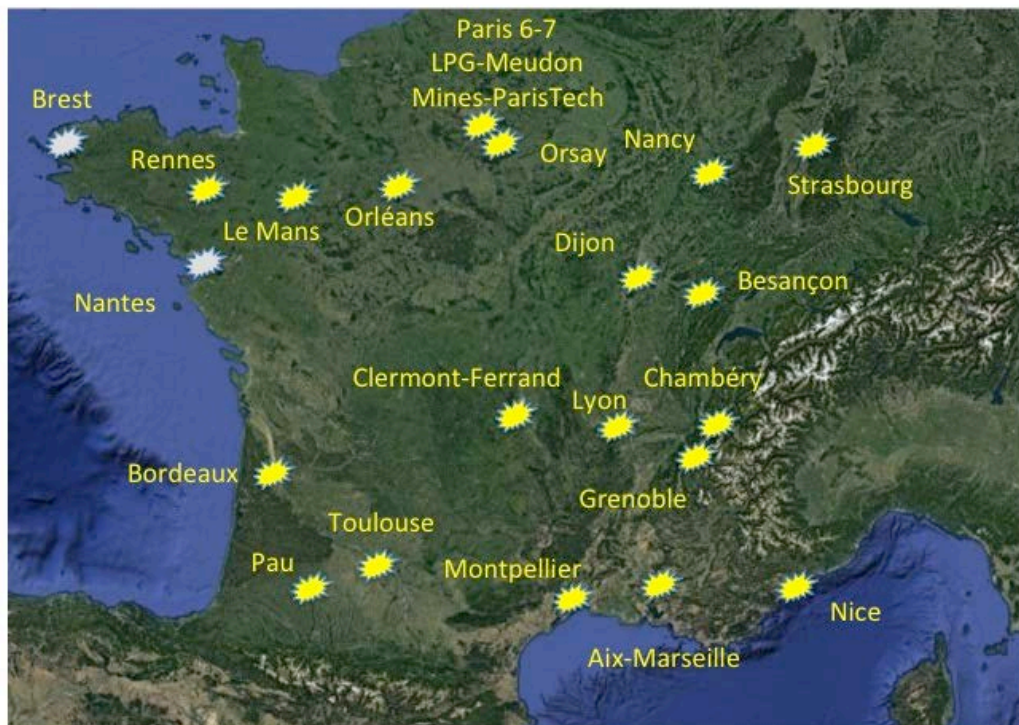 Paris 6-7
LPG-Meudon
Mines-ParisTech
Brest
Rennes
Orsay
Nancy
Strasbourg
Le Mans
Orléans
Dijon
Besançon
Nantes
Clermont-Ferrand
Chambéry
Lyon
Bordeaux
Grenoble
Toulouse
Pau
Montpellier
Nice
Aix-Marseille